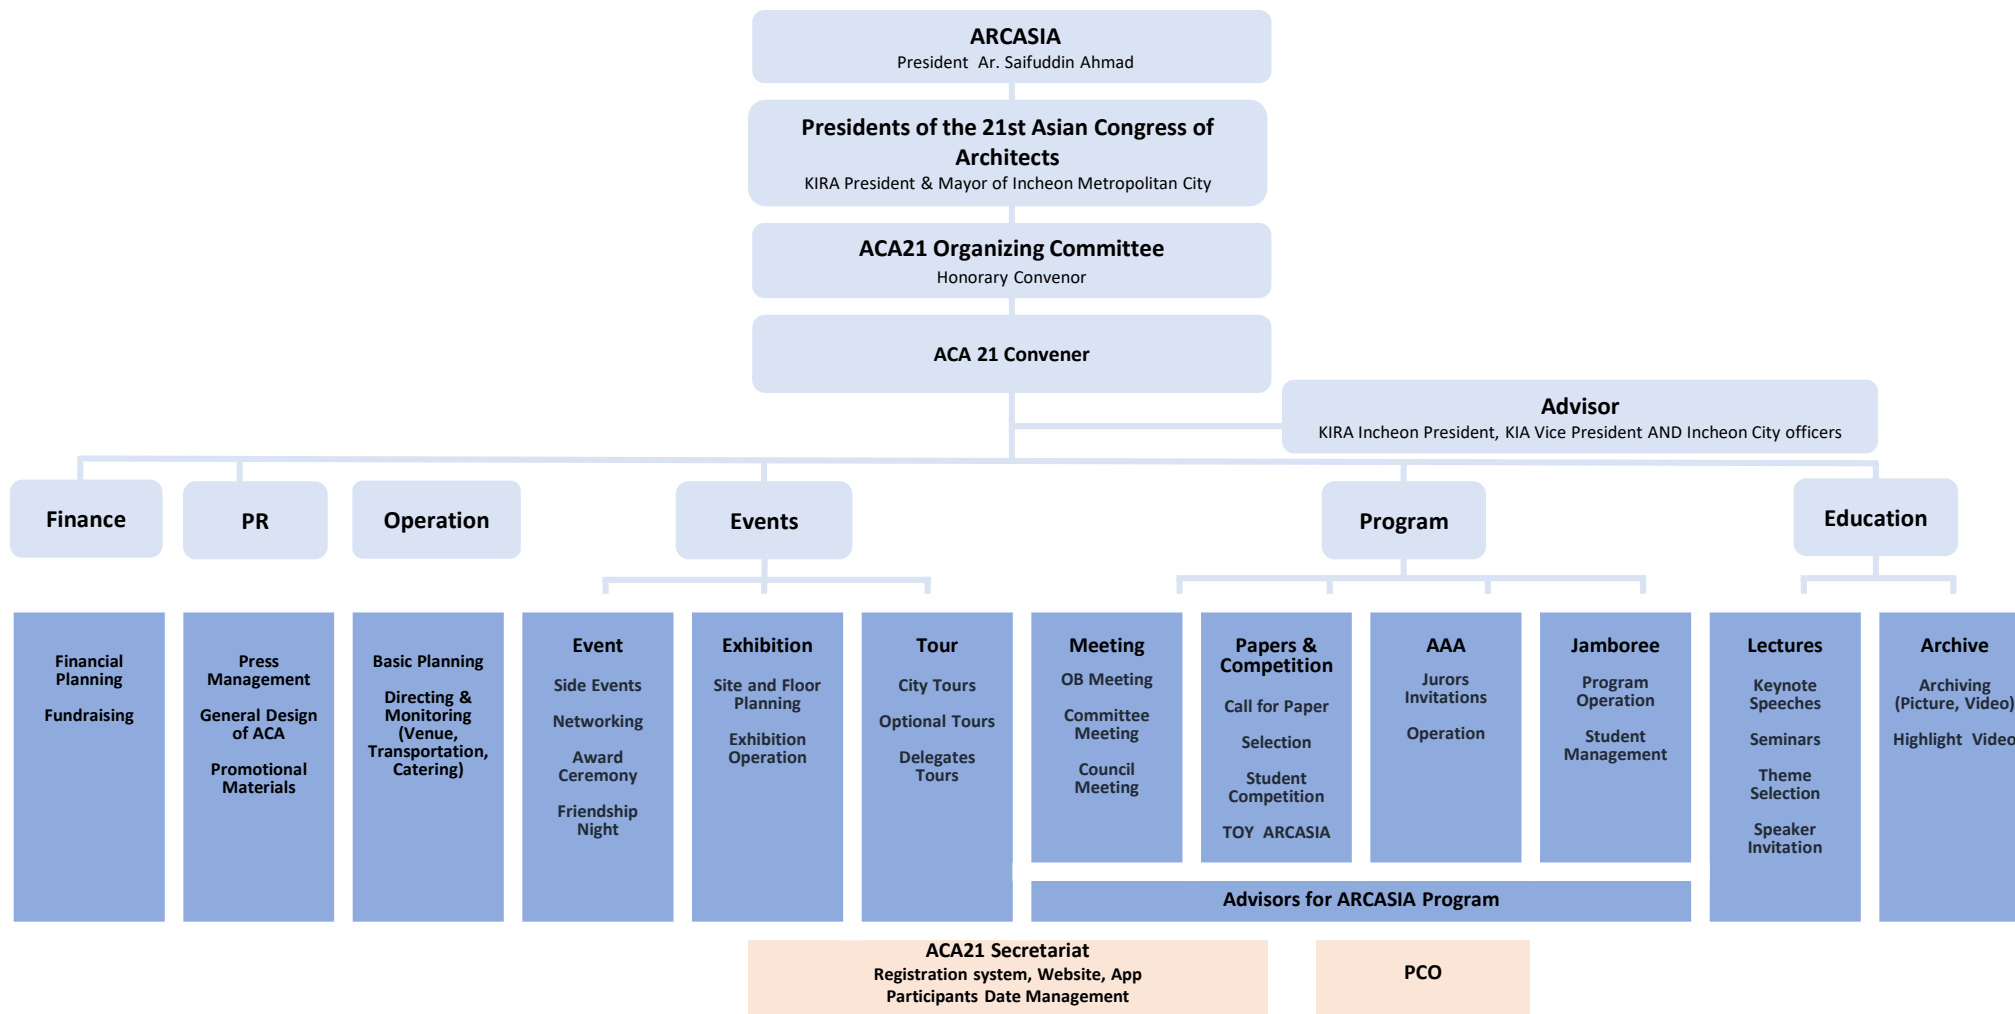 ARCASIA
President Ar. Saifuddin Ahmad
Presidents of the 21st Asian Congress of
Architects
KIRA President & Mayor of Incheon Metropolitan City
ACA21 Organizing Committee
Honorary Convenor
ACA 21 Convener
Advisor
KIRA Incheon President, KIA Vice President AND Incheon City officers
Finance
PR
Operation
Events
Program
Education
Financial
Planning
Fundraising
Press
Management
General Design
of ACA
Promotional
Materials
Basic Planning
Directing &
Monitoring
(Venue,
Transportation,
Catering)
Event
Side Events
Networking
Award
Ceremony
Friendship
Night
Exhibition
Site and Floor
Planning
Exhibition
Operation
Tour
City Tours
Optional Tours
Delegates
Tours
Meeting
OB Meeting
Committee
Meeting
Council
Meeting
Papers &
Competition
Call for Paper
Selection
Student
Competition
TOY ARCASIA
AAA
Jurors
Invitations
Operation
Jamboree
Program
Operation
Student
Management
Lectures
Keynote
Speeches
Seminars
Theme
Selection
Speaker
Invitation
Archive
Archiving
(Picture, Video)
Highlight Video
Advisors for ARCASIA Program
ACA21 Secretariat
Registration system, Website, App
Participants Date Management
PCO